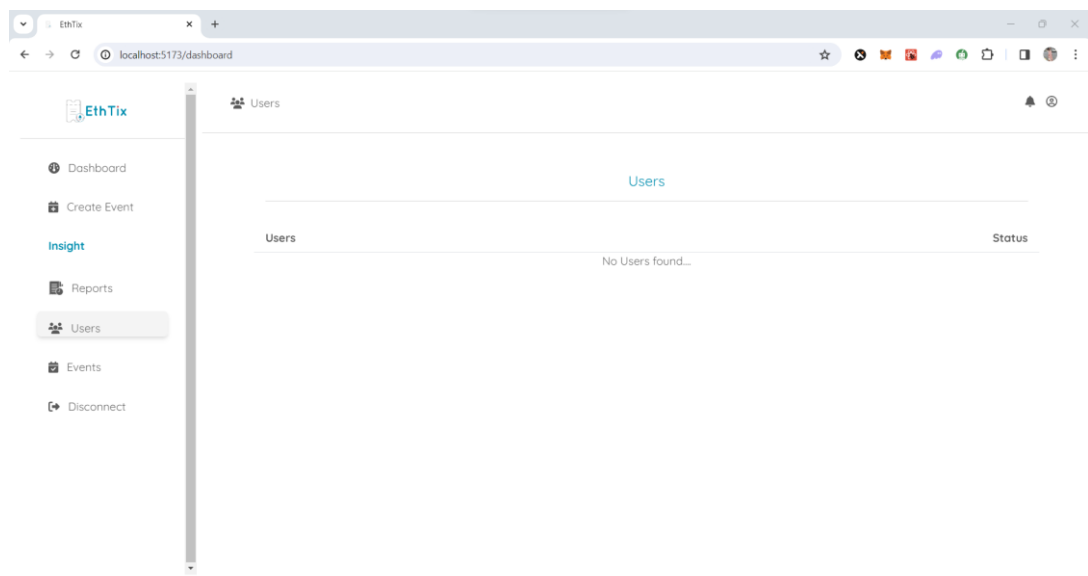 EthTix
localhost:5173/dashboard
EthTix
Users
Dashboard
Create Event
Insight
Reports
Users
Events
Disconnect
Users
Users Status
No Users found...